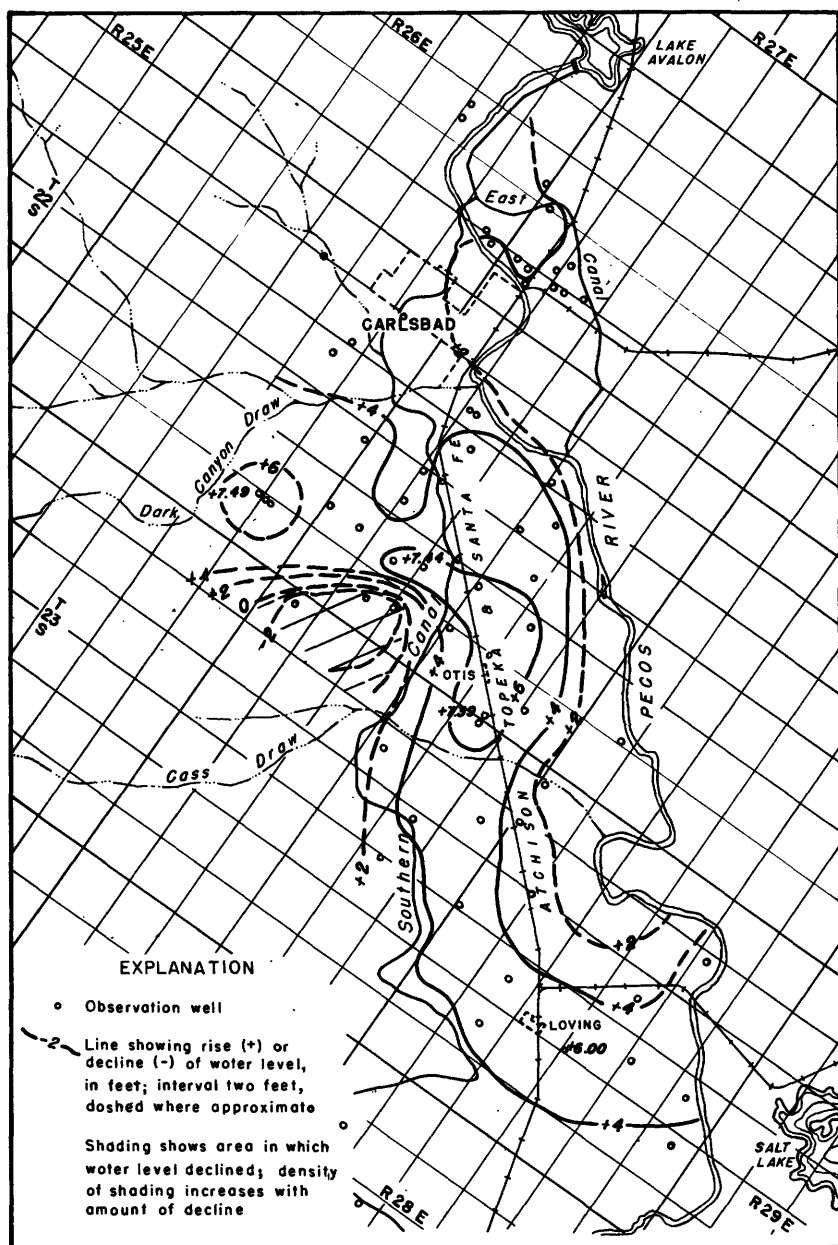 R25E
R26E
R27E
LAKE
AVALON
T
22
S
East
Canal
CARLSBAD
+4
Canyon Draw
+6
+7.49
Dark
SANTA FE
RIVER
+7.44
+4
+2
0
-2
T
23
S
Canal
+4
OTIS
TOPEKA
+6
+7.39
+4
+2
PECOS
Cass Draw
+2
Southern
ATCHISON
+2
+4
LOVING
+6.00
+4
SALT
LAKE
R28E
R29E
EXPLANATION
Observation well
-2 Line showing rise (+) or
decline (-) of water level,
in feet; interval two feet,
dashed where approximate
Shading shows area in which
water level declined; density
of shading increases with
amount of decline